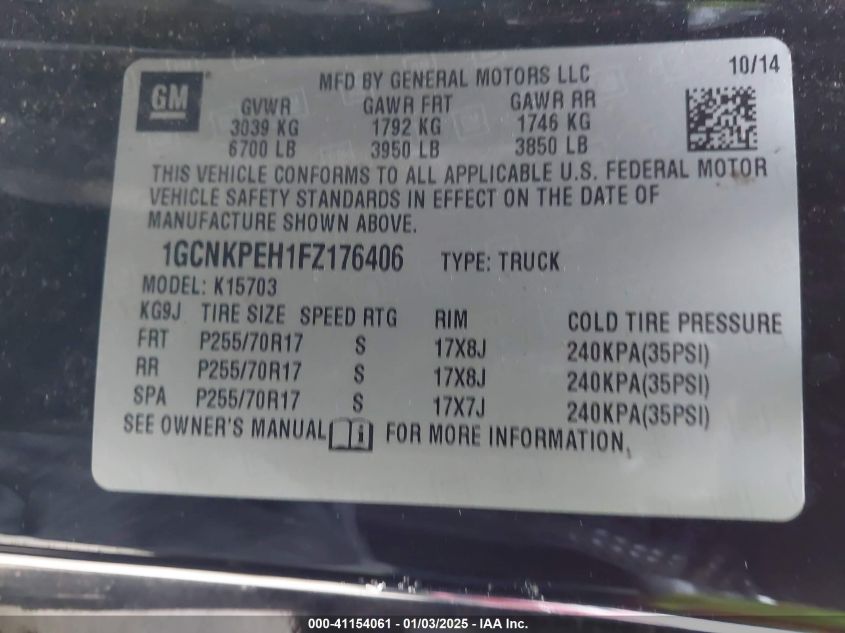 GM
MFD BY GENERAL MOTORS LLC 10/14
GVWR GAWR FRT GAWR RR
3039 KG 1792 KG 1746 KG
6700 LB 3950 LB 3850 LB
THIS VEHICLE CONFORMS TO ALL APPLICABLE U.S. FEDERAL MOTOR
VEHICLE SAFETY STANDARDS IN EFFECT ON THE DATE OF
MANUFACTURE SHOWN ABOVE.
1GCNKPEH1FZ176406 TYPE: TRUCK
MODEL: K15703
KG9J TIRE SIZE SPEED RTG RIM COLD TIRE PRESSURE
FRT P255/70R17 S 17X8J 240KPA(35PSI)
RR P255/70R17 S 17X8J 240KPA(35PSI)
SPA P255/70R17 S 17X7J 240KPA(35PSI)
SEE OWNER'S MANUAL i FOR MORE INFORMATION.
000-41154061 - 01/03/2025 - IAA Inc.